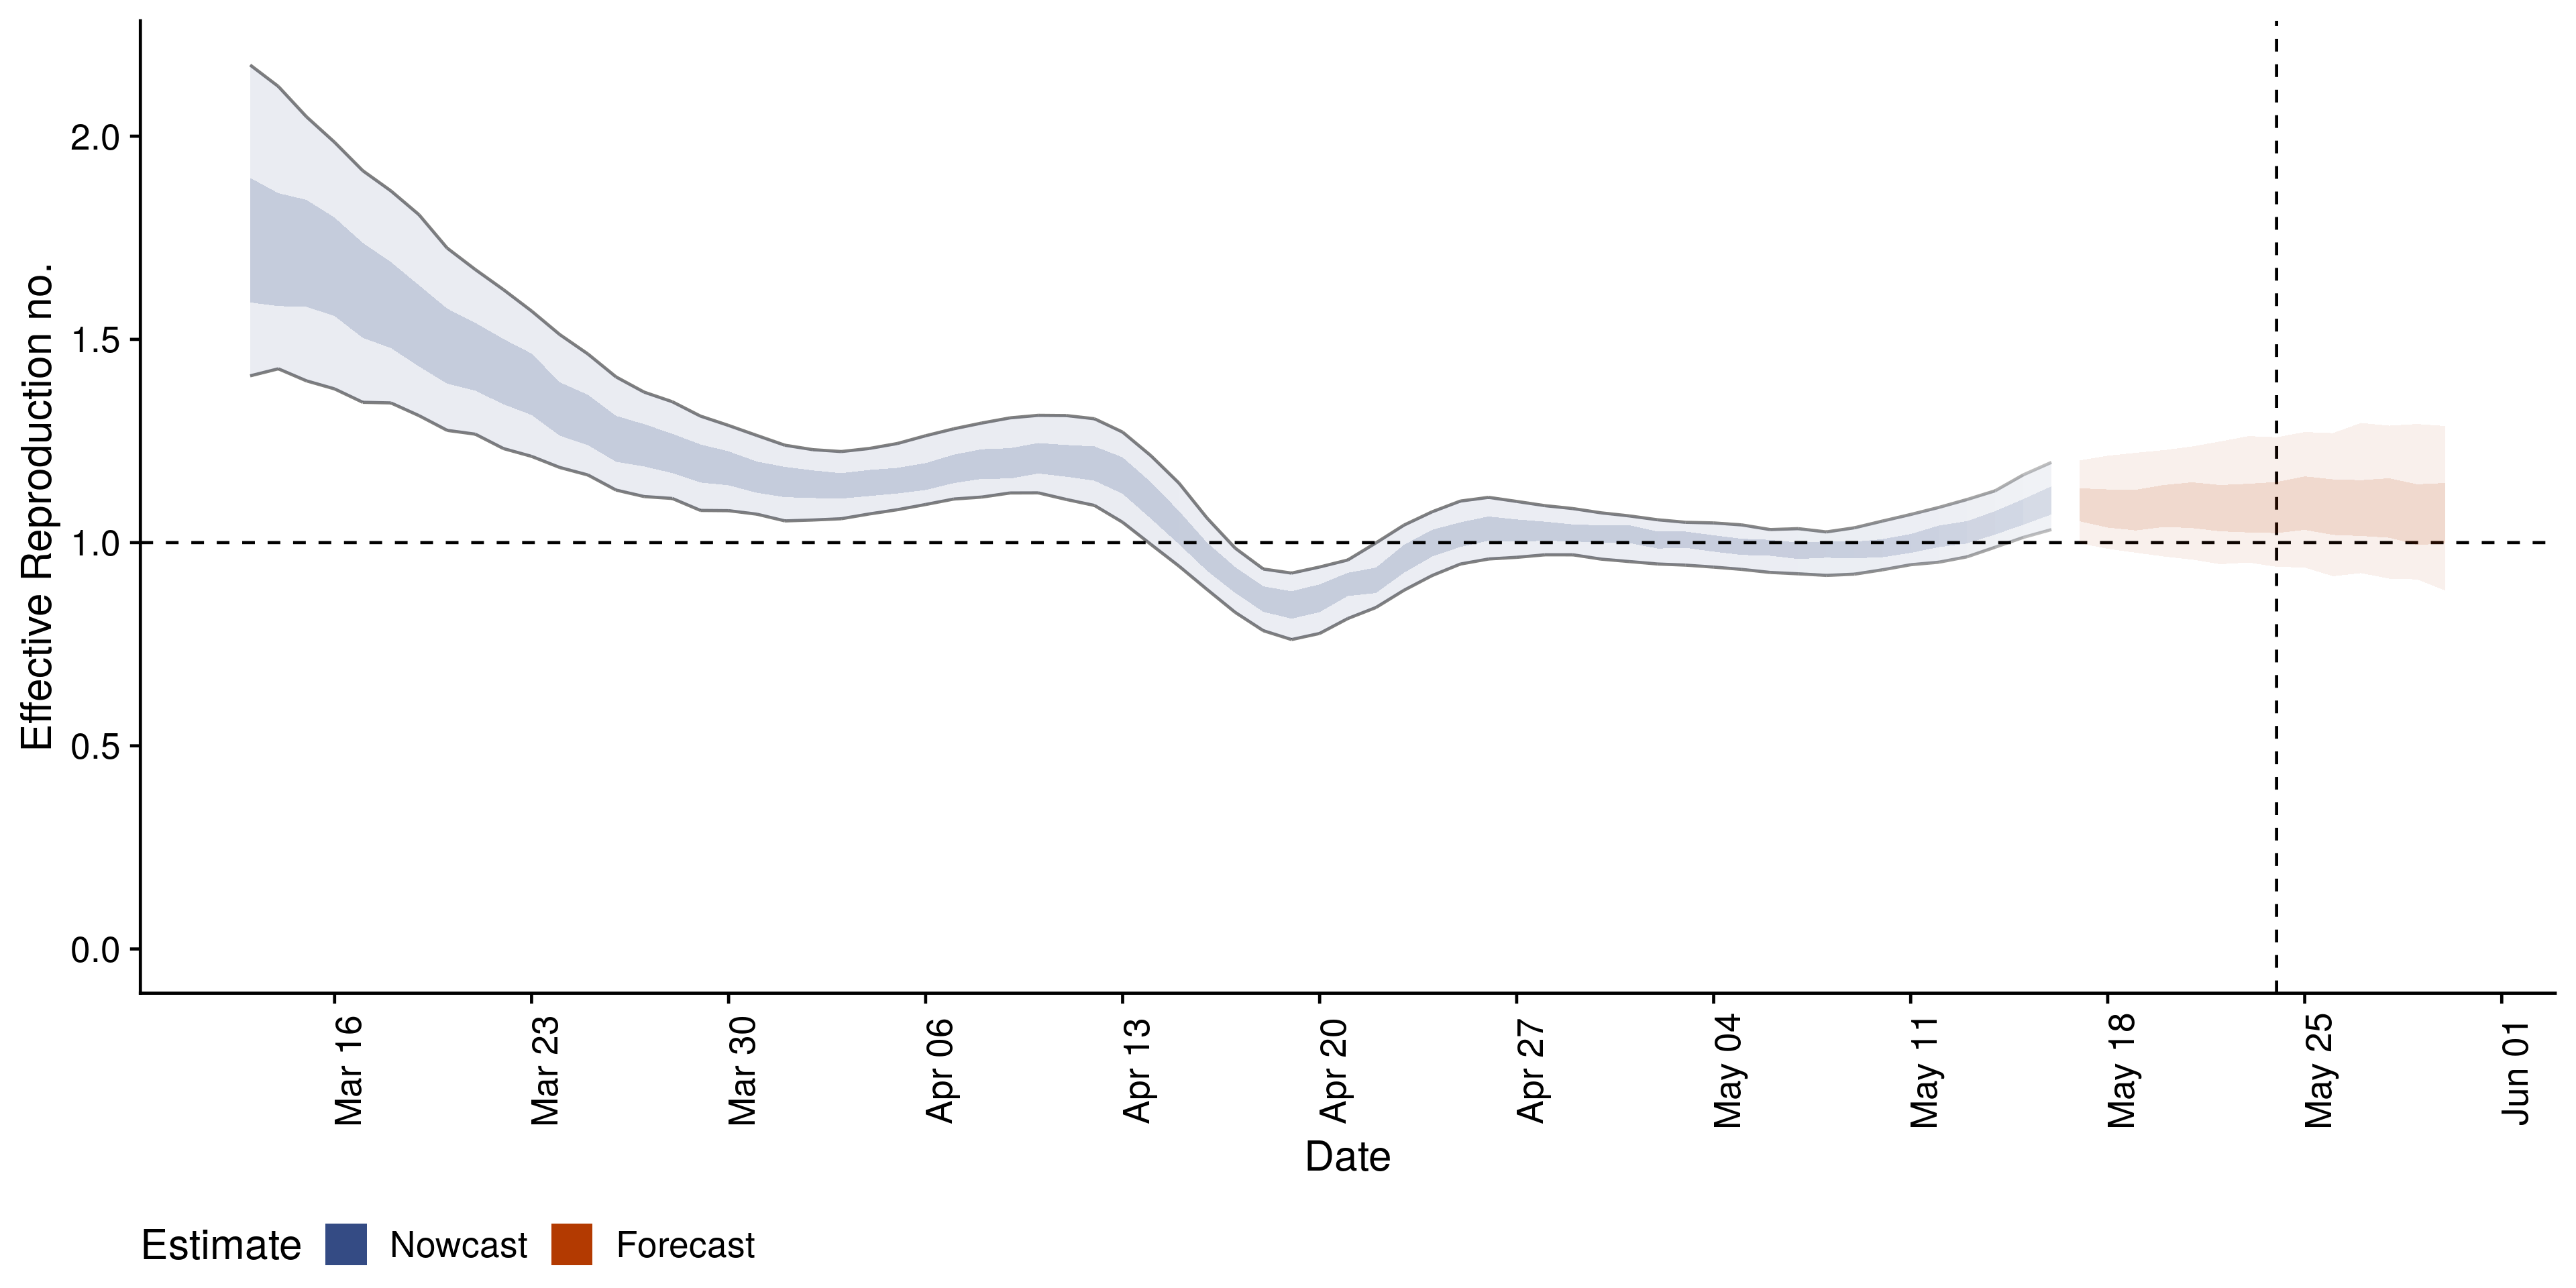 Effective Reproduction no.
2.0
1.5
1.0
0.5
0.0
Mar 16
Mar 23
Mar 30
Apr 06
Apr 13
Apr 20
Apr 27
May 04
May 11
May 18
May 25
Jun 01
Date
Estimate Nowcast Forecast